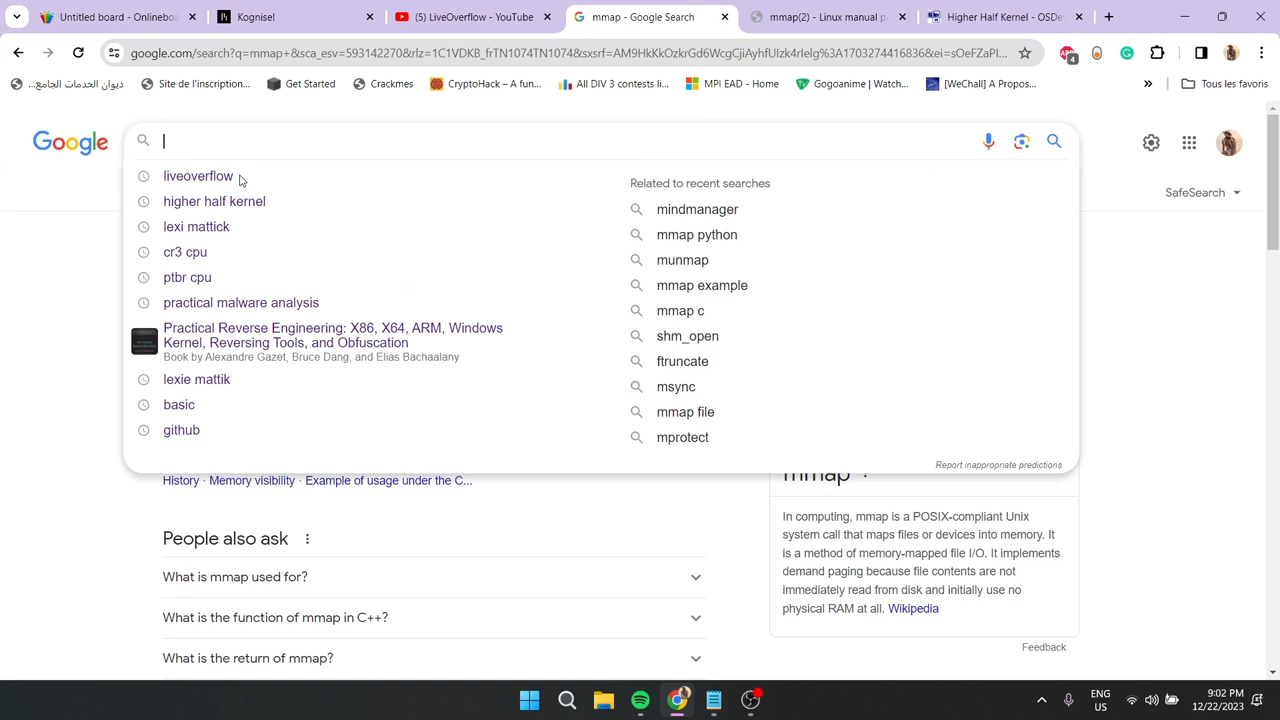 Untitled board - Onlineboa
Kognise!
(5) LiveOverflow - YouTube
mmap - Google Search
mmap(2) - Linux manual pa
Higher Half Kernel - OSDe
google.com/search?q=mmap+&sca_esv=593142270&rlz=1C1VDKB_frTN1074TN1074&sxsrf=AM9HkKkOzkrGd6WcgCjiAyhfUIzk4rIelg%3A1703274416836&ei=sOeFZaPI...
4
ديوان الخدمات الجامع...
Site de l'inscription...
Get Started
Crackmes
CryptoHack – A fun...
All DIV 3 contests li...
MPI EAD - Home
Gogoanime | Watch...
[WeChall] A Propos...
»
Tous les favoris
Google
SafeSearch
liveoverflow
higher half kernel
lexi mattick
cr3 cpu
ptbr cpu
practical malware analysis
Practical Reverse Engineering: X86, X64, ARM, Windows
Kernel, Reversing Tools, and Obfuscation
Book by Alexandre Gazet, Bruce Dang, and Elias Bachaalany
lexie mattik
basic
github
Related to recent searches
mindmanager
mmap python
munmap
mmap example
mmap c
shm_open
ftruncate
msync
mmap file
mprotect
Report inappropriate predictions
History · Memory visibility · Example of usage under the C...
People also ask
What is mmap used for?
What is the function of mmap in C++?
What is the return of mmap?
mmap
In computing, mmap is a POSIX-compliant Unix
system call that maps files or devices into memory. It
is a method of memory-mapped file I/O. It implements
demand paging because file contents are not
immediately read from disk and initially use no
physical RAM at all. Wikipedia
Feedback
ENG
US
9:02 PM
12/22/2023